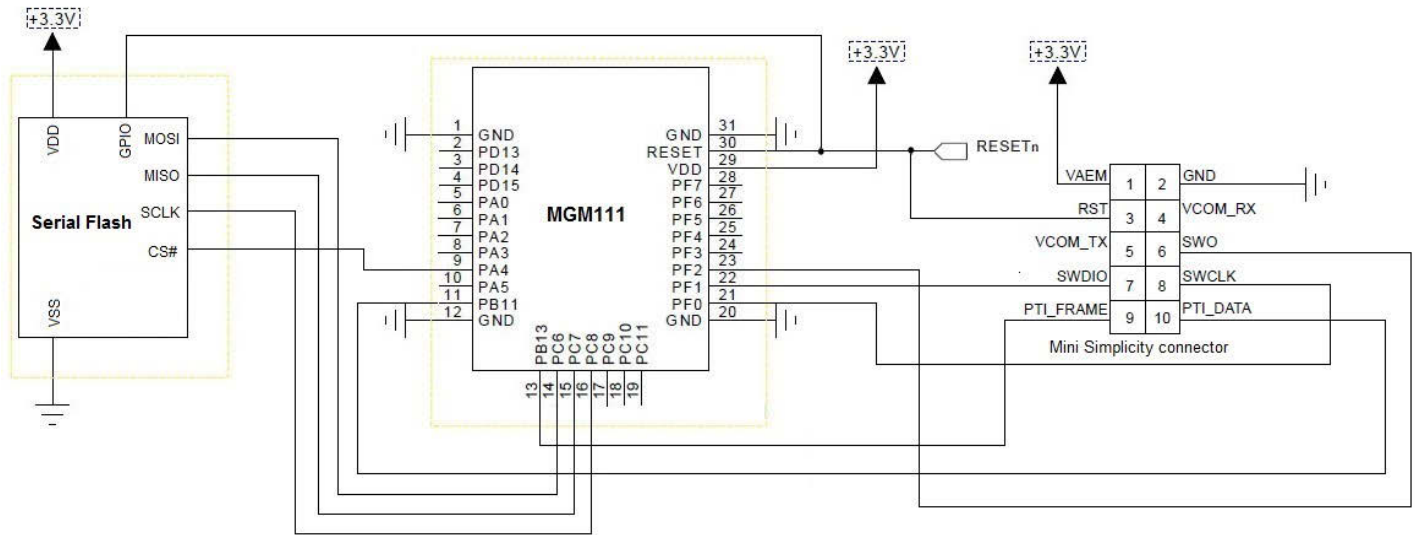 +3.3V
VDD
GPIO
MOSI
MISO
SCLK
CS#
Serial Flash
VSS
MGM111
1 GND
2 PD13
3 PD14
4 PD15
5 PA0
6 PA1
7 PA2
8 PA3
9 PA4
10 PA5
11 PB11
12 GND
13 PB13
14 PC6
15 PC7
16 PC8
17 PC9
18 PC10
19 PC11
31 GND
30 RESET
29 VDD
28 PF7
27 PF6
26 PF5
25 PF4
24 PF3
23 PF2
22 PF1
21 PF0
20 GND
+3.3V
RESETn
+3.3V
VAEM 1 2 GND
RST 3 4 VCOM_RX
VCOM_TX 5 6 SWO
SWDIO 7 8 SWCLK
PTI_FRAME 9 10 PTI_DATA
Mini Simplicity connector